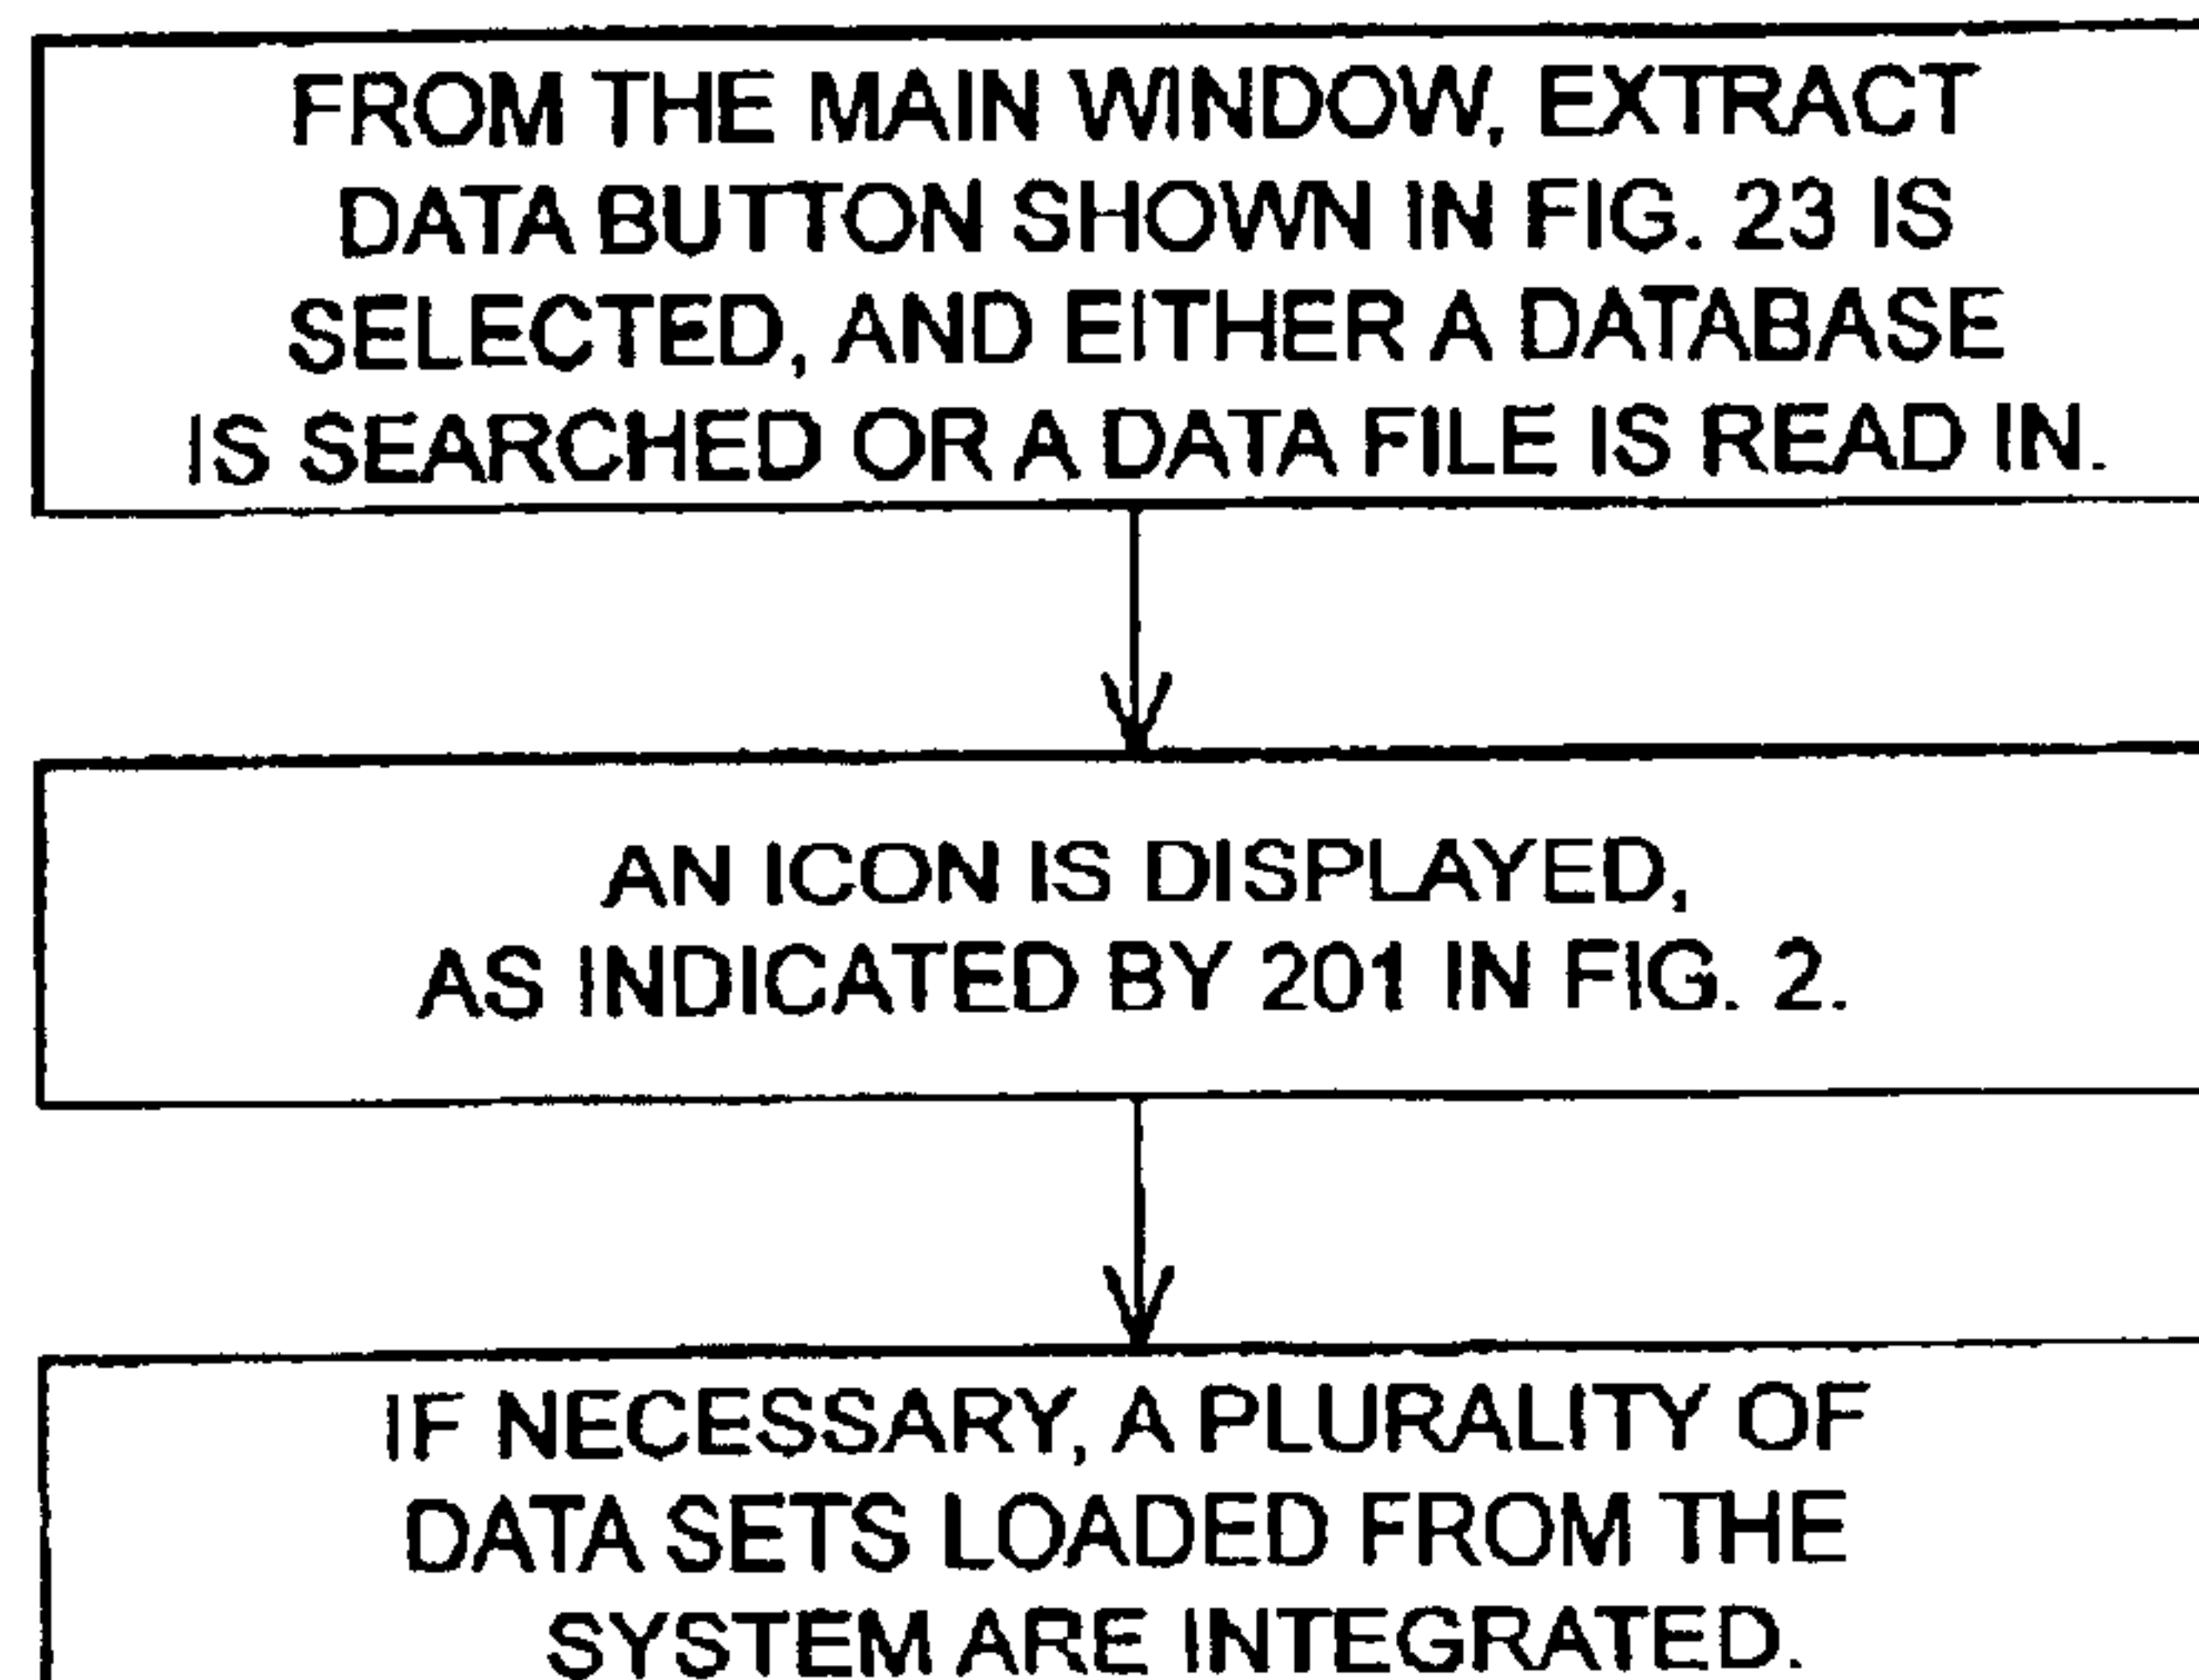 FROM THE MAIN WINDOW, EXTRACT
DATA BUTTON SHOWN IN FIG. 23 IS
SELECTED, AND EITHER A DATABASE
IS SEARCHED OR A DATA FILE IS READ IN.
AN ICON IS DISPLAYED,
AS INDICATED BY 201 IN FIG. 2.
IF NECESSARY, A PLURALITY OF
DATA SETS LOADED FROM THE
SYSTEM ARE INTEGRATED.